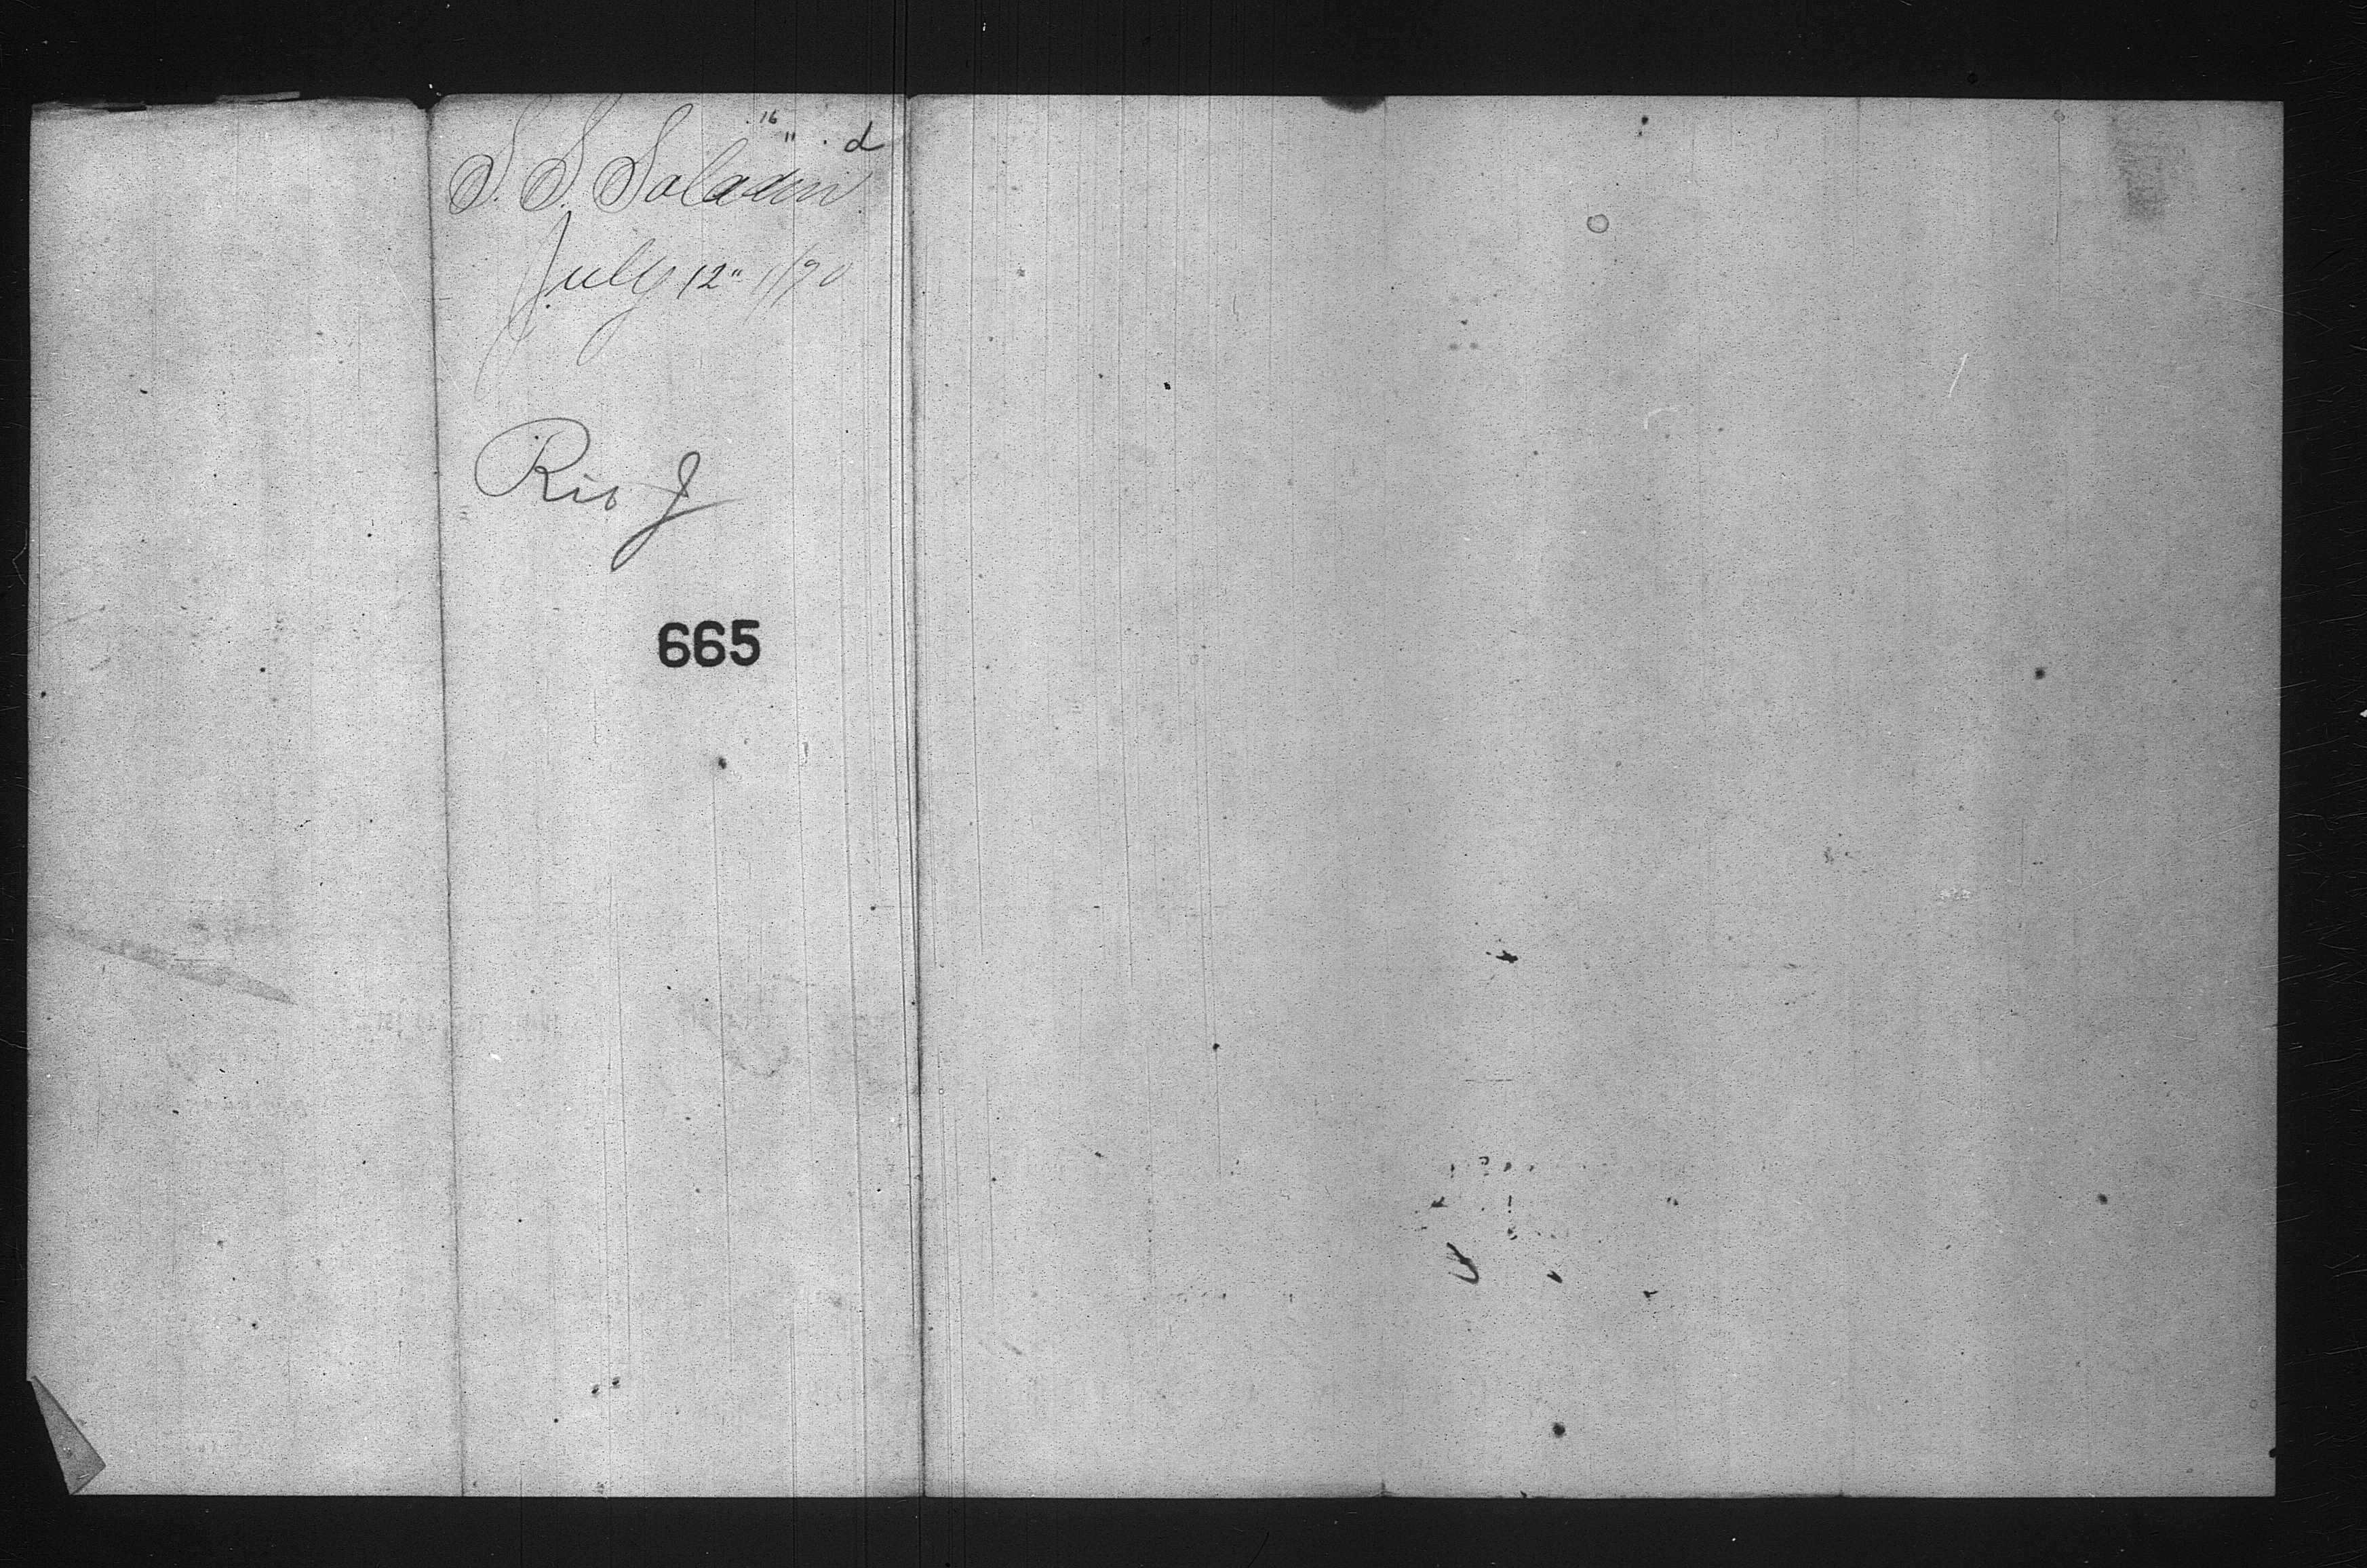 16 " . d
S. S. Saladin
July 12" 1890
Rio J
665